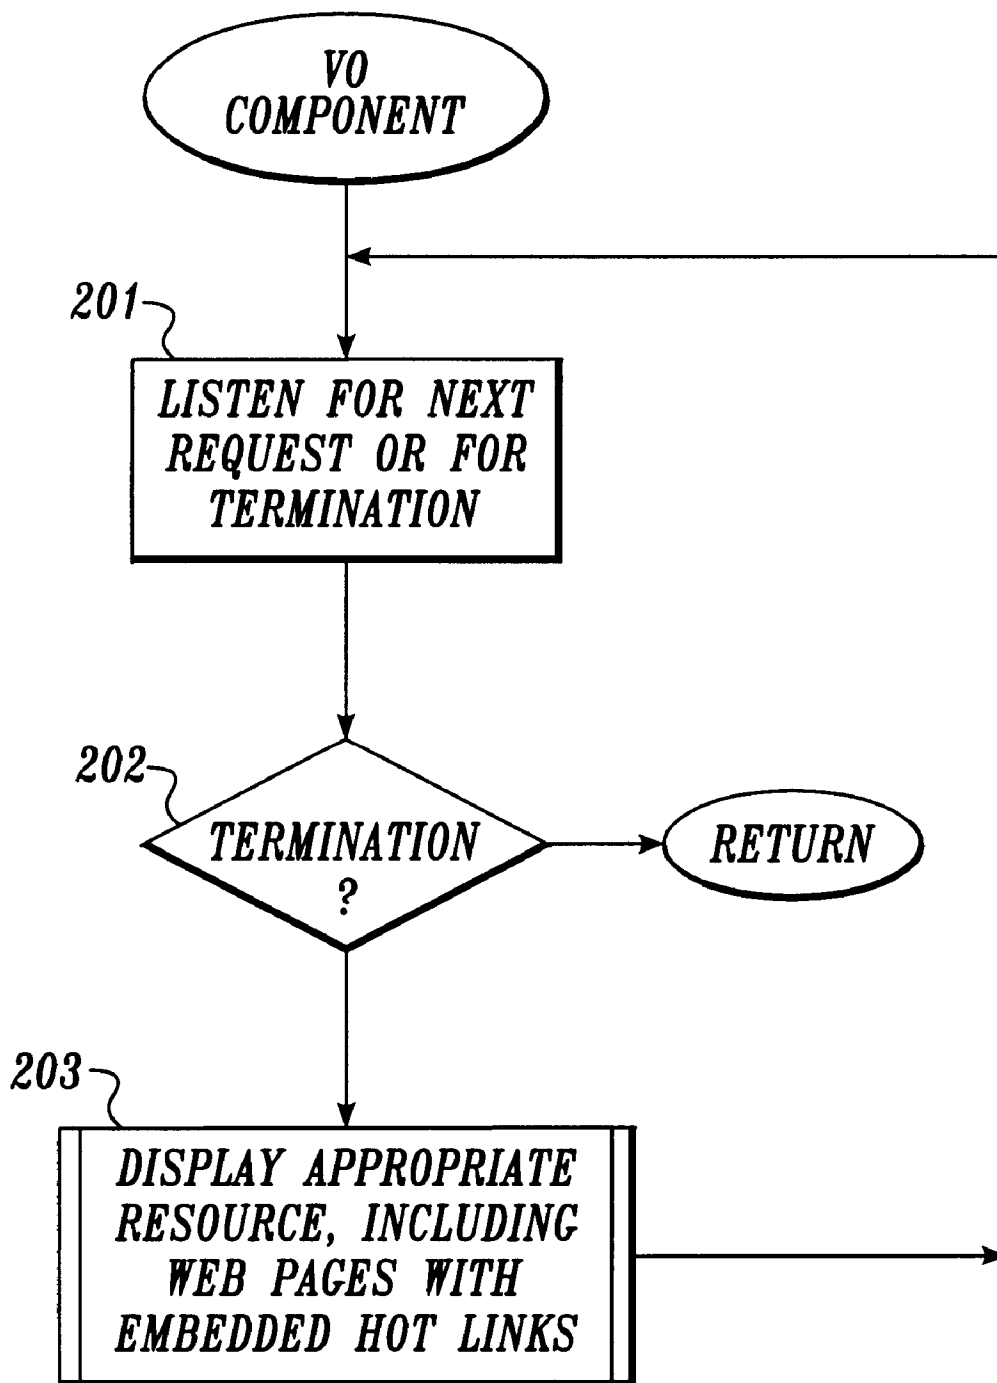 VO
COMPONENT
201
LISTEN FOR NEXT
REQUEST OR FOR
TERMINATION
202
TERMINATION
?
RETURN
203
DISPLAY APPROPRIATE
RESOURCE, INCLUDING
WEB PAGES WITH
EMBEDDED HOT LINKS